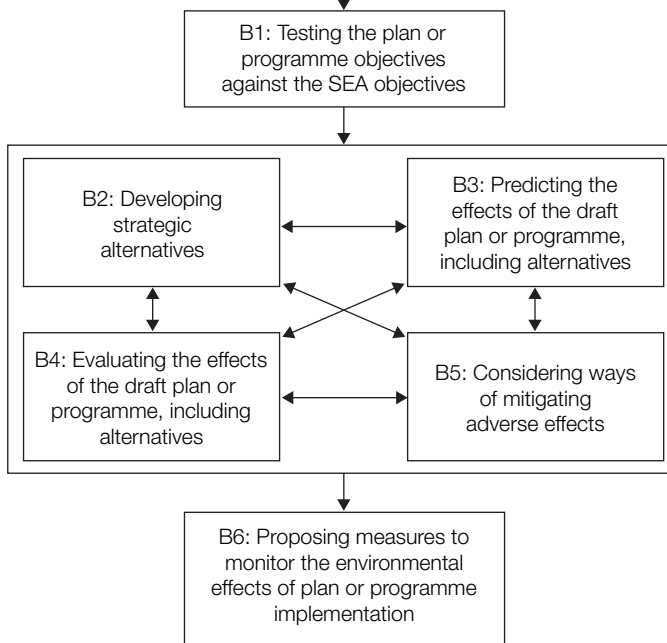 B1: Testing the plan or
programme objectives
against the SEA objectives
B2: Developing
strategic
alternatives
B3: Predicting the
effects of the draft
plan or programme,
including alternatives
B4: Evaluating the effects
of the draft plan or
programme, including
alternatives
B5: Considering ways
of mitigating
adverse effects
B6: Proposing measures to
monitor the environmental
effects of plan or programme
implementation